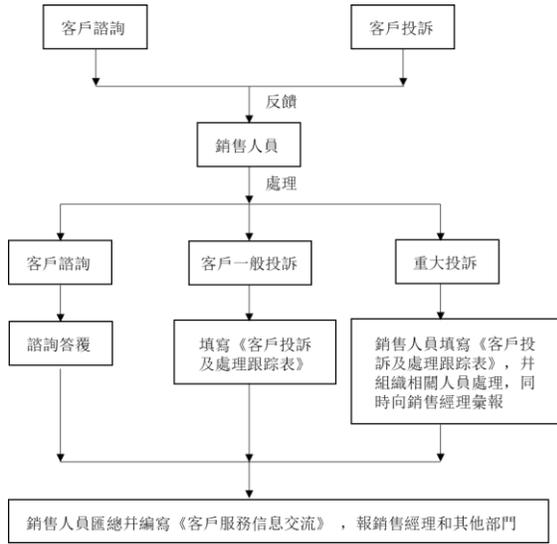 客戶諮詢
客戶投訴
反饋
銷售人員
處理
客戶諮詢
客戶一般投訴
重大投訴
諮詢答覆
填寫《客戶投訴
及處理跟踪表》
銷售人員填寫《客戶投
訴及處理跟踪表》，幷
組織相關人員處理，同
時向銷售經理彙報
銷售人員匯總幷編寫《客戶服務信息交流》，報銷售經理和其他部門